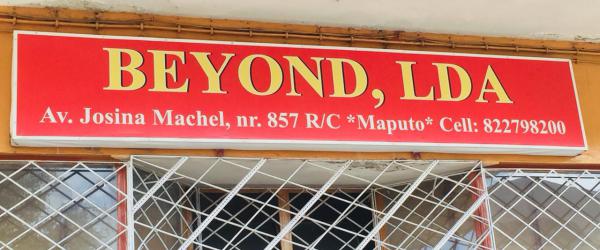 BEYOND, LDA
Av. Josina Machel, nr. 857 R/C *Maputo* Cell: 822798200